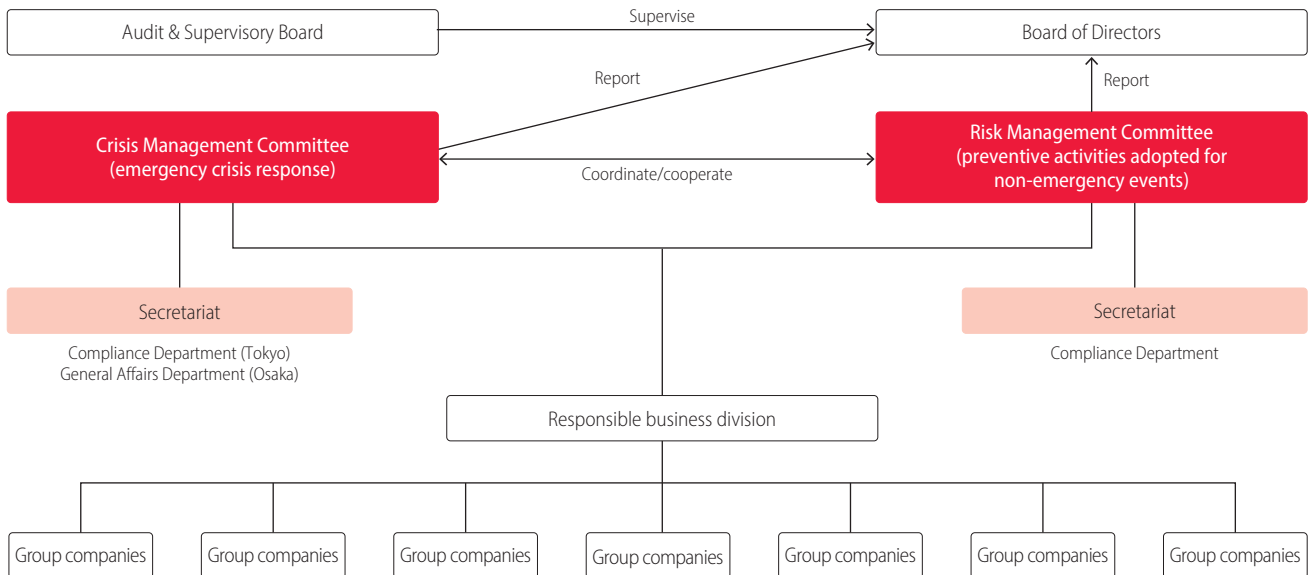 Audit & Supervisory Board
Supervise
Board of Directors
Report
Report
Crisis Management Committee
(emergency crisis response)
Coordinate/cooperate
Risk Management Committee
(preventive activities adopted for
non-emergency events)
Secretariat
Compliance Department (Tokyo)
General Affairs Department (Osaka)
Secretariat
Compliance Department
Responsible business division
Group companies
Group companies
Group companies
Group companies
Group companies
Group companies
Group companies